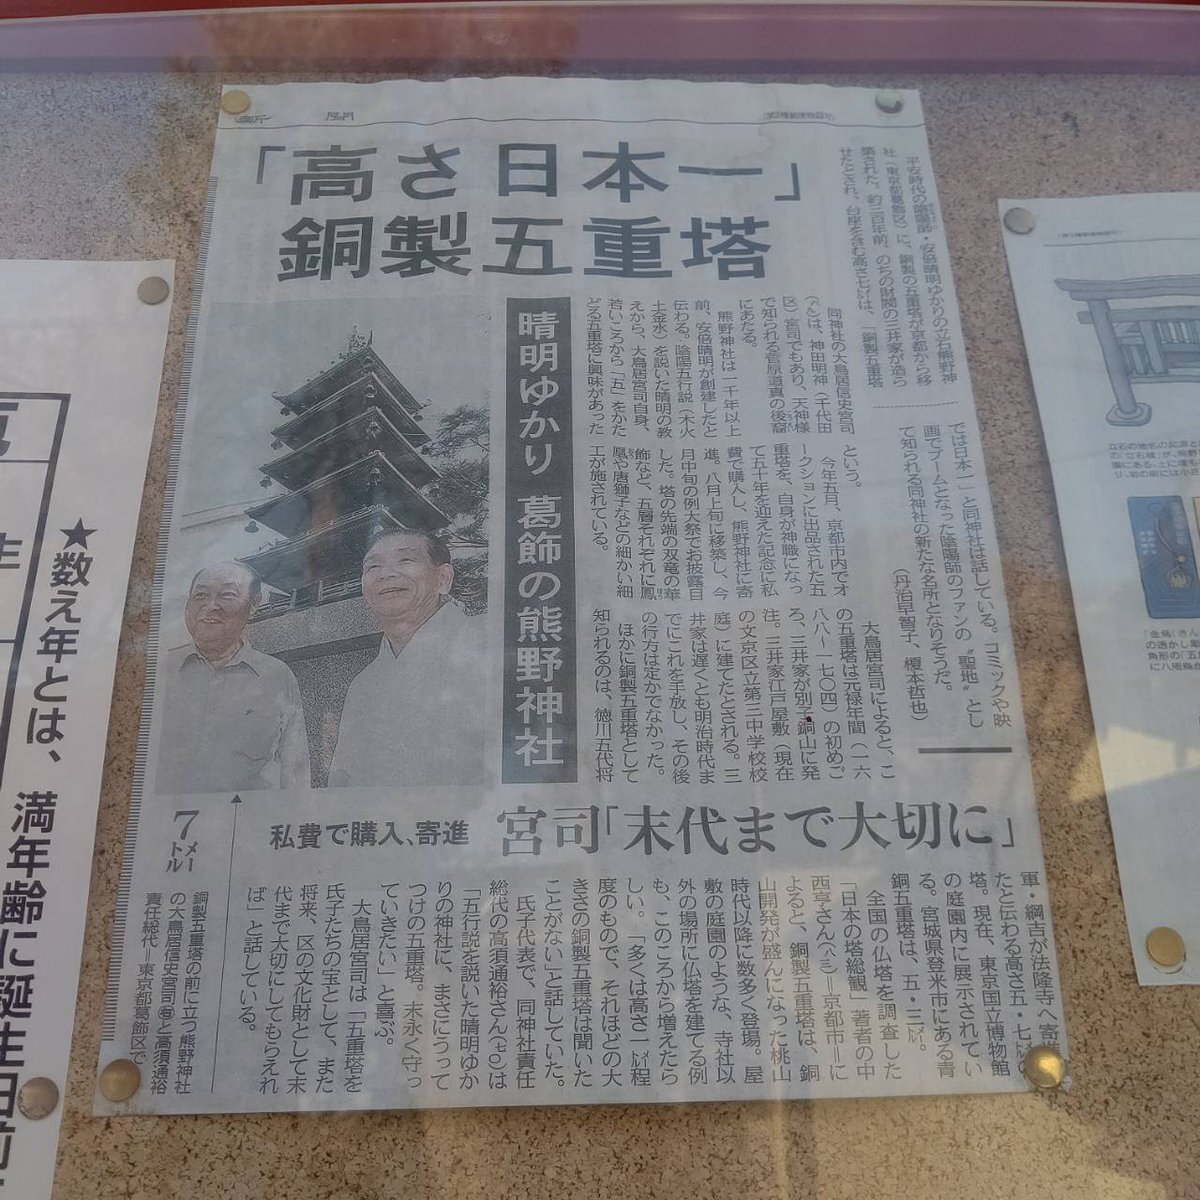 新　聞
「高さ日本一」
銅製五重塔
晴明ゆかり 葛飾の熊野神社
平安時代の陰陽師・安倍晴明ゆかりの立石熊野神
社(東京都葛飾区)に、銅製の五重塔が京都から移
築された。約三百年前、のちの財閥の三井家が造ら
せたとされ、台座を含む高さ七㍍は、「銅製五重塔
では日本一」と同神社は話している。コミックや映
画でブームとなった陰陽師のファンの〝聖地〟とし
て知られる同神社の新たな名所となりそうだ。
(丹治早智子、榎本哲也)
同神社の大鳥居信史宮司
は、神田明神(千代田
区)宮司でもあり、天神様
で知られる菅原道真の後裔
にあたる。
熊野神社は一千年以上
前、安倍晴明が創建したと
伝わる。陰陽五行説(木火
土金水)を説いた晴明の教
えから、大鳥居宮司自身、
若いころから「五」をかた
どる五重塔に興味があった
という。
今年五月、京都市内でオ
ークションに出品された五
重塔を、自身が神職になっ
て五十年を迎えた記念に私
費で購入し、熊野神社に寄
進。八月上旬に移築し、今
月中旬の例大祭でお披露目
した。塔の先端の双竜の華
飾など、五層それぞれに鳳
凰や唐獅子などの細かい細
工が施されている。
大鳥居宮司によると、こ
の五重塔は元禄年間(一六
八八~一七〇四)の初めご
ろ、三井家が別子銅山に発
注。三井家江戸屋敷(現在
の文京区立第三中学校校
庭)に建てたとされる。三
井家は遅くとも明治時代ま
でにこれを手放し、その後
の行方は定かでなかった。
ほかに銅製五重塔として
知られるのは、徳川五代将
宮司「末代まで大切に」
私費で購入、寄進
軍・綱吉が法隆寺へ寄進し
たと伝わる高さ五・七㍍の
塔。現在、東京国立博物館
の庭園内に展示されてい
る。宮城県登米市にある青
銅五重塔は、五・三㍍。
全国の仏塔を調査した
「日本の塔総観」著者の中
西亨さん=京都市=に
よると、銅製五重塔は、銅
山開発が盛んになった桃山
時代以降に数多く登場。屋
敷の庭園のような、寺社以
外の場所に仏塔を建てる例
も、このころから増えたら
しい。「多くは高さ一㍍程
度のもので、それほどの大
きさの銅製五重塔は聞いた
ことがない」と話していた。
氏子代表で、同神社責任
総代の高須通裕さんは
「五行説を説いた晴明ゆか
りの神社に、まさにうって
つけの五重塔。末永く守っ
ていきたい」と喜ぶ。
大鳥居宮司は「五重塔を
氏子たちの宝として、また
将来、区の文化財として末
代まで大切にしてもらえれ
ば」と話している。
7メートル
銅製五重塔の前に立つ熊野神社
の大鳥居信史宮司㊨と高須通裕
責任総代=東京都葛飾区で
★数え年とは、満年齢に誕生日前